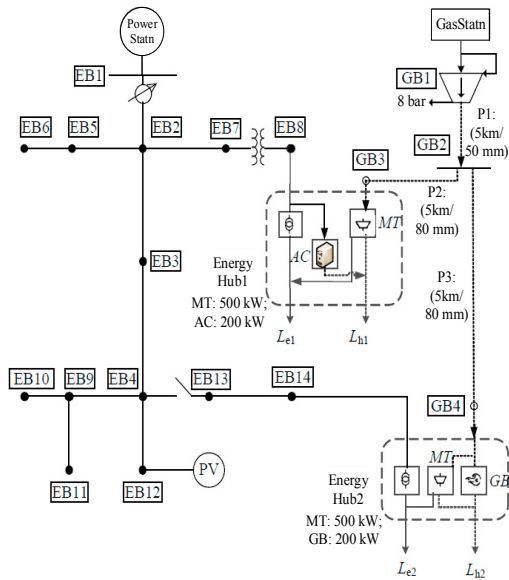 Power
Statn
GasStatn
EB1
GB1
8 bar
P1:
(5km/
50 mm)
EB6
EB5
EB2
EB7
EB8
GB2
GB3
P2:
(5km/
80 mm)
MT
AC
EB3
Energy
Hub1
MT: 500 kW;
AC: 200 kW
P3:
(5km/
80 mm)
Le1
Lh1
EB10
EB9
EB4
EB13
EB14
GB4
EB11
EB12
PV
MT
GB
Energy
Hub2
MT: 500 kW;
GB: 200 kW
Le2
Lh2